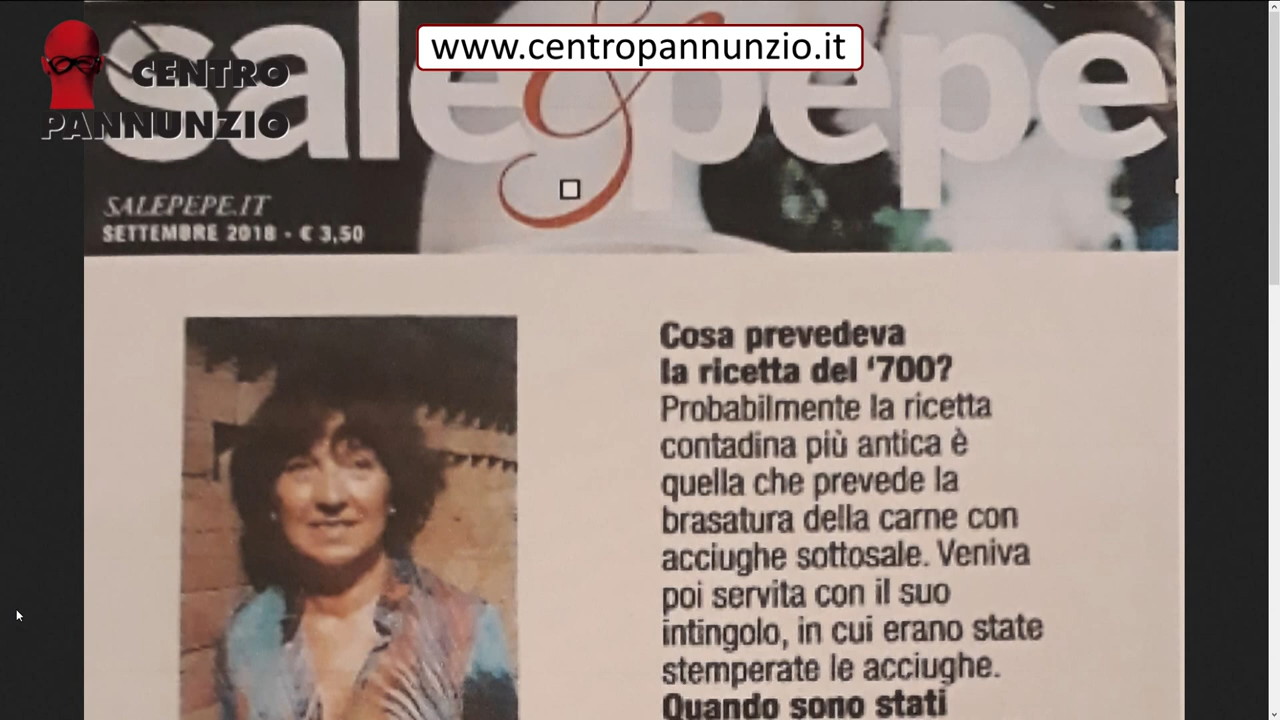 www.centropannunzio.it
CENTRO
PANNUNZIO
sale&pepe
SALEPEPE.IT
SETTEMBRE 2018 - € 3,50
Cosa prevedeva
la ricetta del ‘700?
Probabilmente la ricetta
contadina più antica è
quella che prevede la
brasatura della carne con
acciughe sottosale. Veniva
poi servita con il suo
intingolo, in cui erano state
stemperate le acciughe.
Quando sono stati